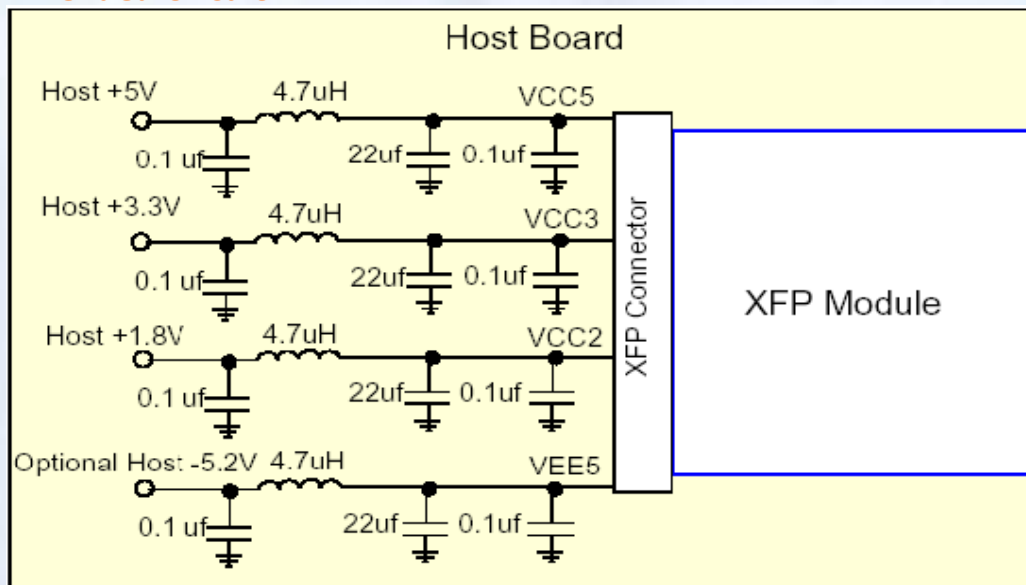 Host Board
Host +5V
4.7uH
VCC5
0.1 uf
22uf
0.1uf
Host +3.3V
4.7uH
VCC3
0.1 uf
22uf
0.1uf
Host +1.8V
4.7uH
VCC2
0.1 uf
22uf
0.1uf
Optional Host -5.2V
4.7uH
VEE5
0.1 uf
22uf
0.1uf
XFP Connector
XFP Module